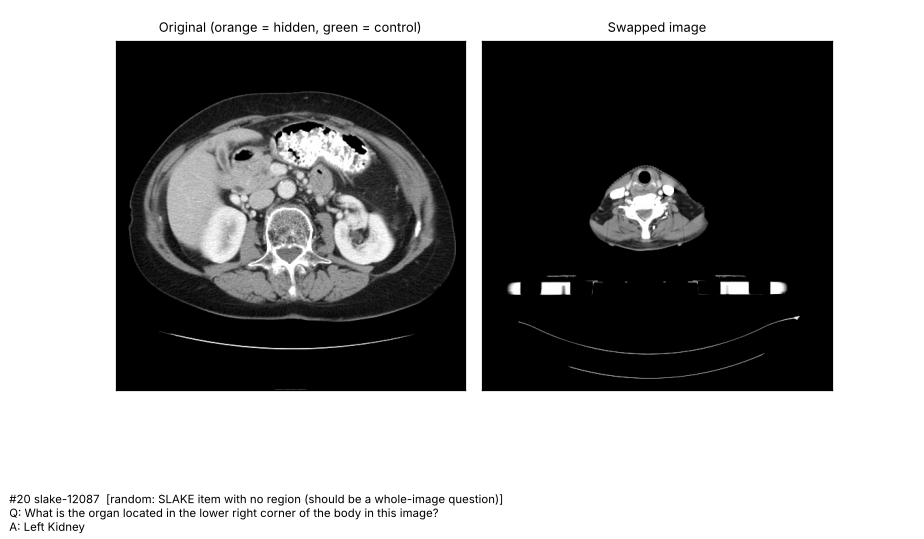 Original (orange = hidden, green = control)
Swapped image
#20 slake-12087 [random: SLAKE item with no region (should be a whole-image question)]
Q: What is the organ located in the lower right corner of the body in this image?
A: Left Kidney